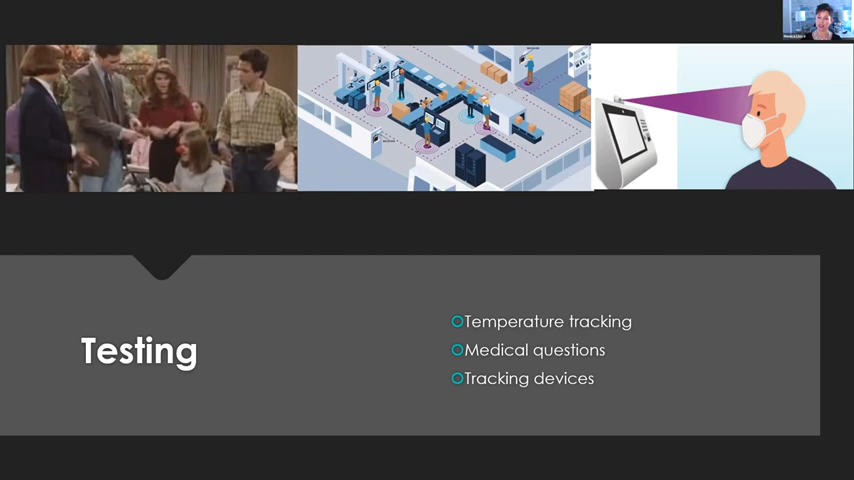 Testing
Temperature tracking
Medical questions
Tracking devices